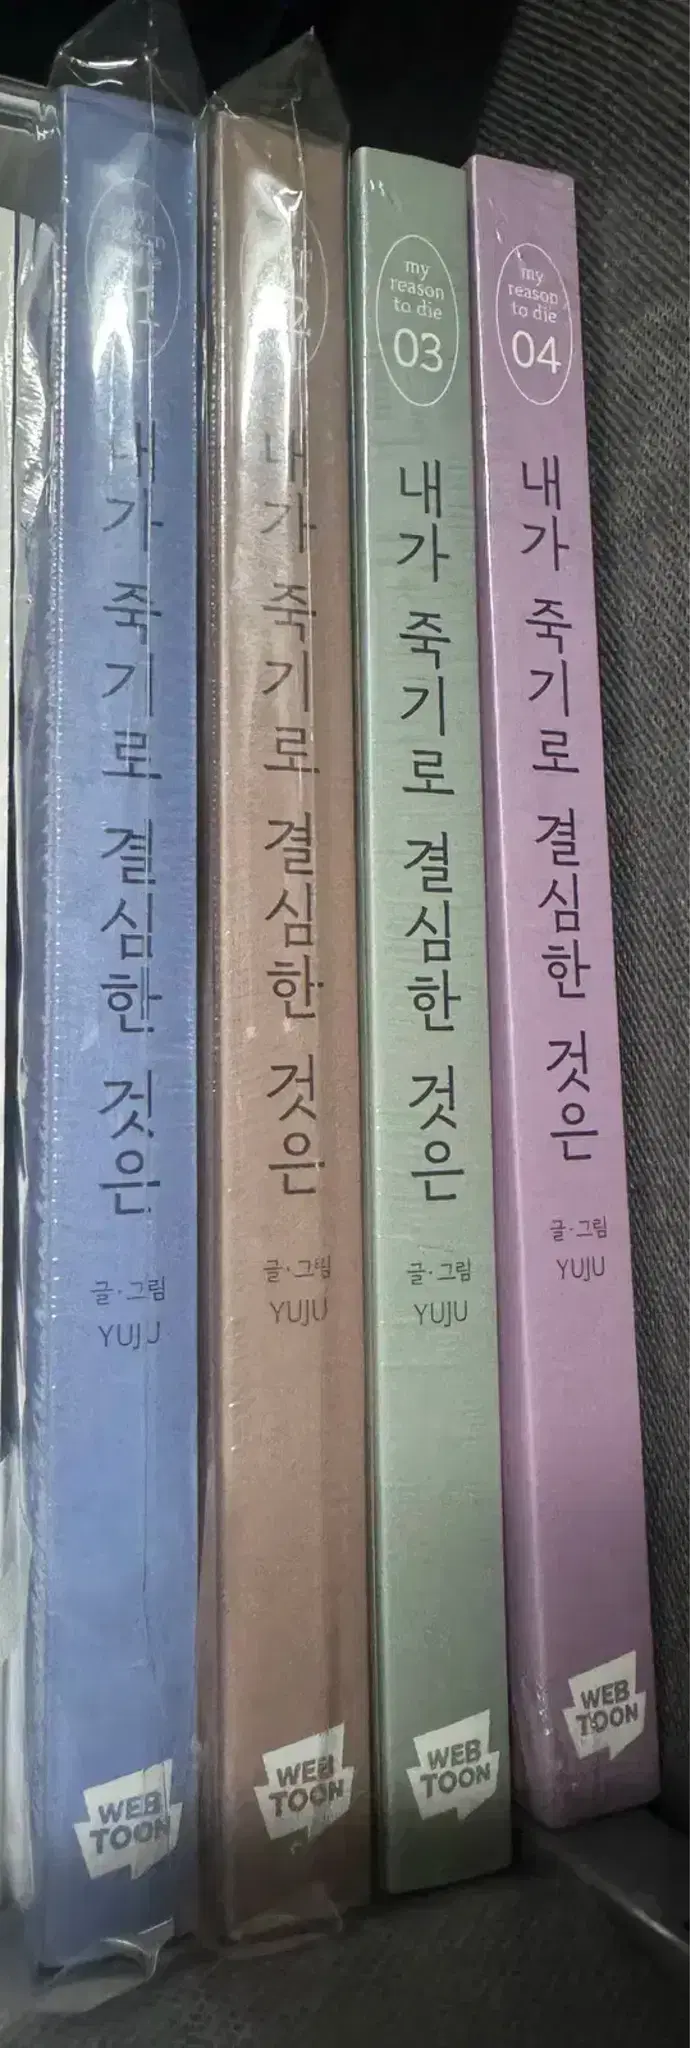 내가 죽기로 결심한 것은
글·그림
YUJU
WEB
TOON
2
내가 죽기로 결심한 것은
글·그림
YUJU
WEB
TOON
my
reason
to die
03
내가 죽기로 결심한 것은
글·그림
YUJU
WEB
TOON
my
reason
to die
04
내가 죽기로 결심한 것은
글·그림
YUJU
WEB
TOON